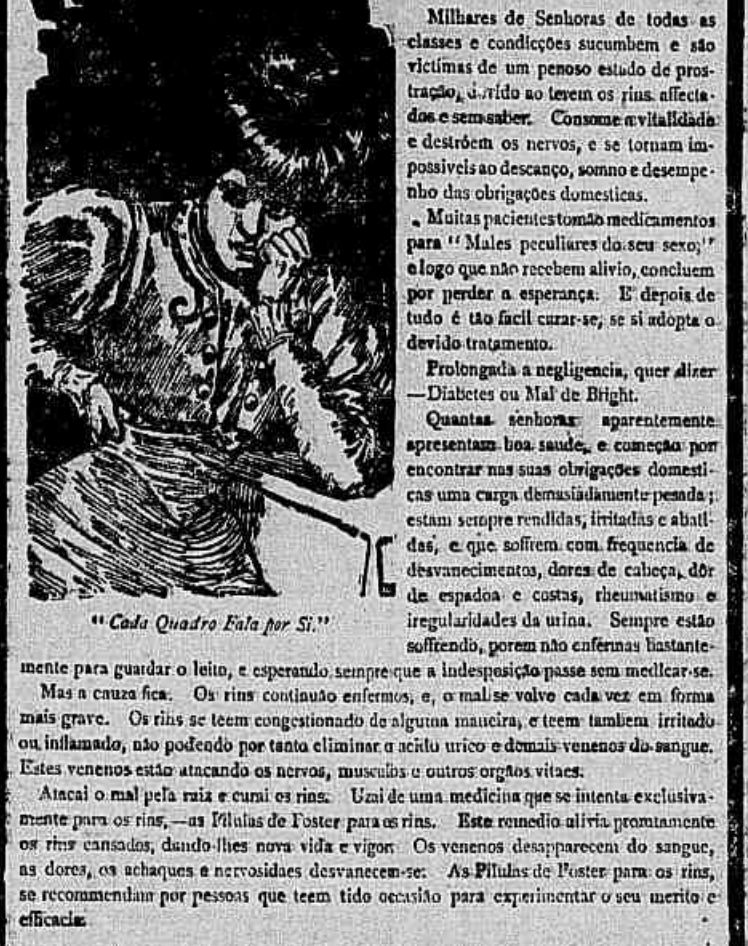 Milhares de Senhoras de todas as
classes e condicções sucumbem e são
victimas de um penoso estado de pros-
tração, devido ao terem os rins affecta-
dos e sem saber. Consome a vitalidade
e destróem os nervos, e se tornam im-
possiveis ao descanço, somno e desempe-
nho das obrigações domesticas.
Muitas pacientes tomão medicamentos
para "Males peculiares do seu sexo,"
e logo que não recebem alivio, concluem
por perder a esperança. E depois de
tudo é tão facil curar-se, se si adopta o
devido tratamento.
Prolongada a negligencia, quer dizer
—Diabetes ou Mal de Bright.
Quantas senhoras aparentemente
apresentam boa saude, e começão por
encontrar nas suas obrigações domesti-
cas uma carga demasiadamente pesada;
estam sempre rendidas, irritadas e abati-
das, e que soffrem com frequencia de
desvanecimentos, dores de cabeça, dôr
de espadoa e costas, rheumatismo e
irregularidades da urina. Sempre estão
soffrendo, porem não enfermas bastante-
"Cada Quadro Fala por Si."
mente para guardar o leito, e esperando sempre que a indesposição passe sem medicar-se.
Mas a cauza fica. Os rins continuão enfermos, e, o mal se volve cada vez em forma
mais grave. Os rins se teem congestionado de alguma maneira, e teem tambem irritado
ou inflamado, não podendo por tanto eliminar o acido urico e demais venenos do sangue.
Estes venenos estão atacando os nervos, musculos e outros orgãos vitaes.
Atacai o mal pela raiz e curai os rins. Uzai de uma medicina que se intenta exclusiva-
mente para os rins,—as Pilulas de Foster para os rins. Este remedio alivia promtamente
os rins cansados, dando-lhes nova vida e vigor. Os venenos desapparecem do sangue,
as dores, os achaques e nervosidaes desvanecem-se. As Pilulas de Foster para os rins,
se recommendam por pessoas que teem tido occasião para experimentar o seu merito e
efficacia.